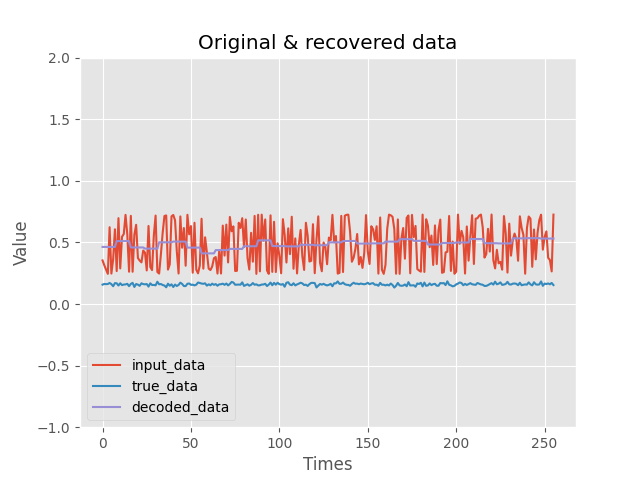 Original & recovered data
2.0
1.5
1.0
0.5
0.0
−0.5
−1.0
Value
input_data
true_data
decoded_data
0 50 100 150 200 250
Times